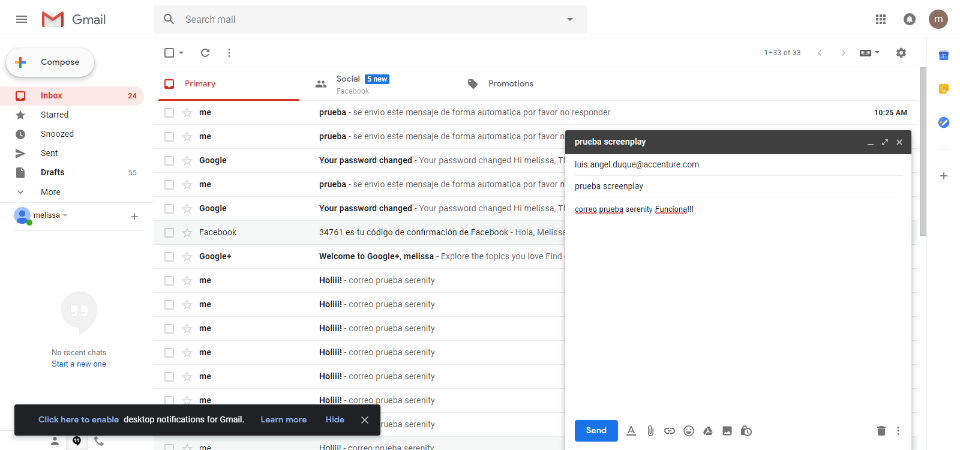 Gmail
Search mail
m
Compose
1–33 of 33
31
Inbox 24
Starred
Snoozed
Sent
Drafts 55
More
melissa
No recent chats
Start a new one
Primary
Social 5 new
Facebook
Promotions
me prueba - se envio este mensaje de forma automatica por favor no responder 10:25 AM
me prueba - se envio este mensaje de forma automatica por favor n
Google Your password changed - Your password changed Hi melissa, Th
me prueba - se envio este mensaje de forma automatica por favor n
Google Your password changed - Your password changed Hi melissa, Th
Facebook 34761 es tu código de confirmación de Facebook - Hola, Meliss
Google+ Welcome to Google+, melissa - Explore the topics you love Find
me Holiii! - correo prueba serenity
me Holiii! - correo prueba serenity
me Holiii! - correo prueba serenity
me Holiii! - correo prueba serenity
me Holiii! - correo prueba serenity
me Holiii! - correo prueba serenity
correo prueba serenity
me Holiii! - correo prueba serenity
prueba screenplay
luis.angel.duque@accenture.com
prueba screenplay
correo prueba serenity Funciona!!!
Send
Click here to enable desktop notifications for Gmail. Learn more Hide